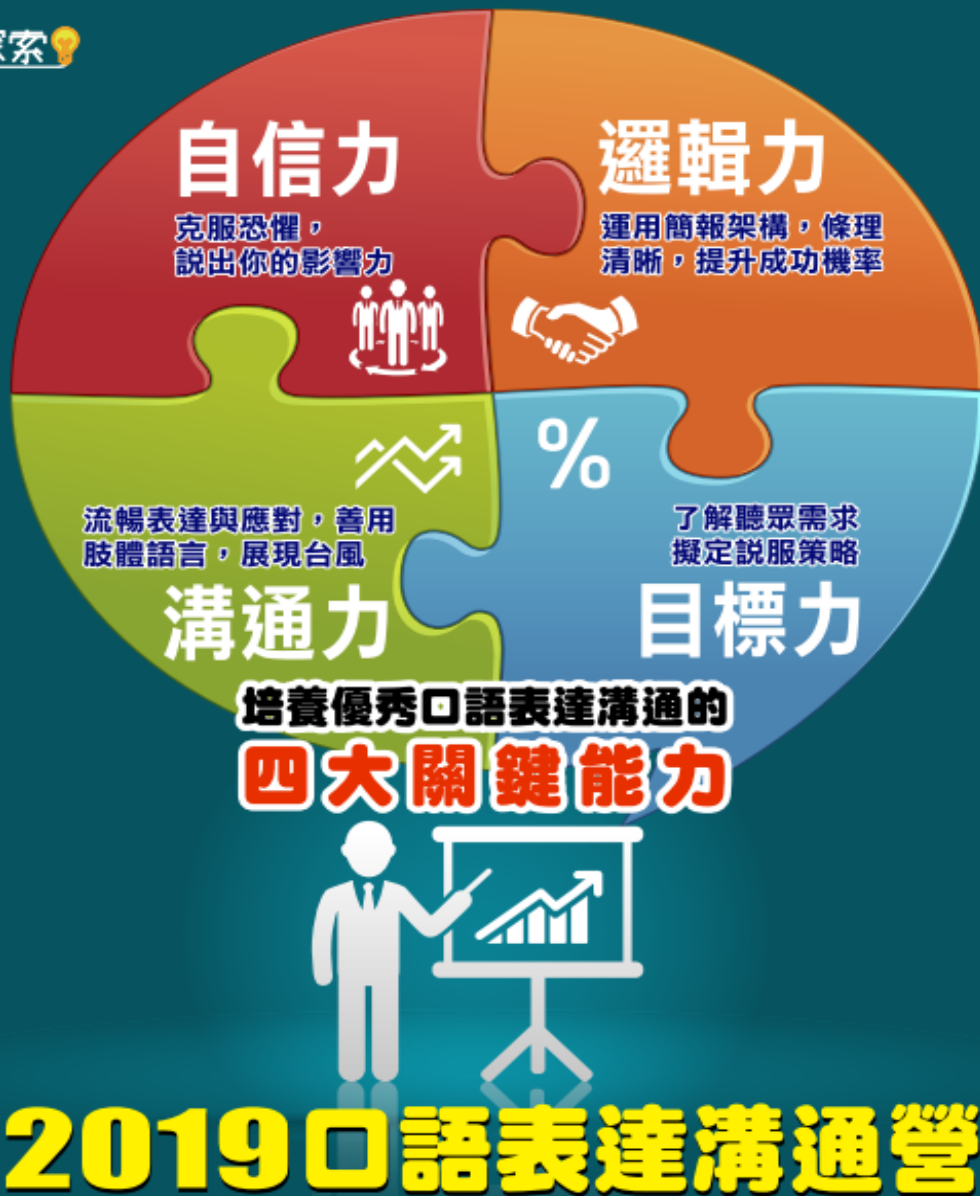 索
自信力
克服恐懼，
說出你的影響力
邏輯力
運用簡報架構，條理
清晰，提升成功機率
%
流暢表達與應對，善用
肢體語言，展現台風
溝通力
了解聽眾需求
擬定說服策略
目標力
培養優秀口語表達溝通的
四大關鍵能力
2019口語表達溝通營